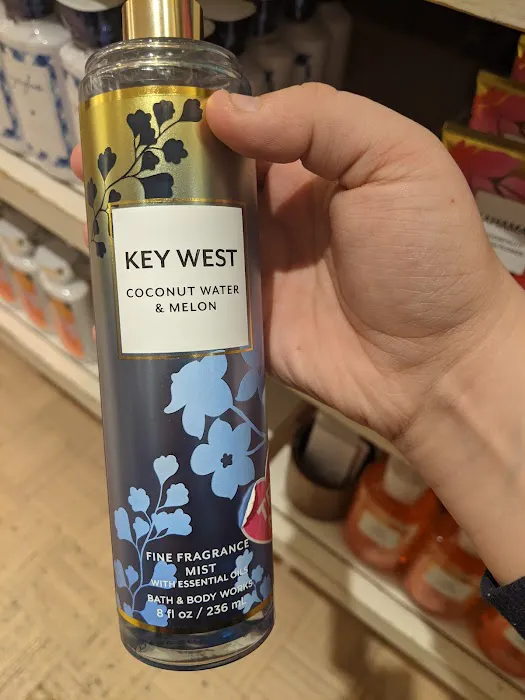 KEY WEST
COCONUT WATER
& MELON
FINE FRAGRANCE
MIST
WITH ESSENTIAL OILS
BATH & BODY WORKS
8 fl oz / 236 mL